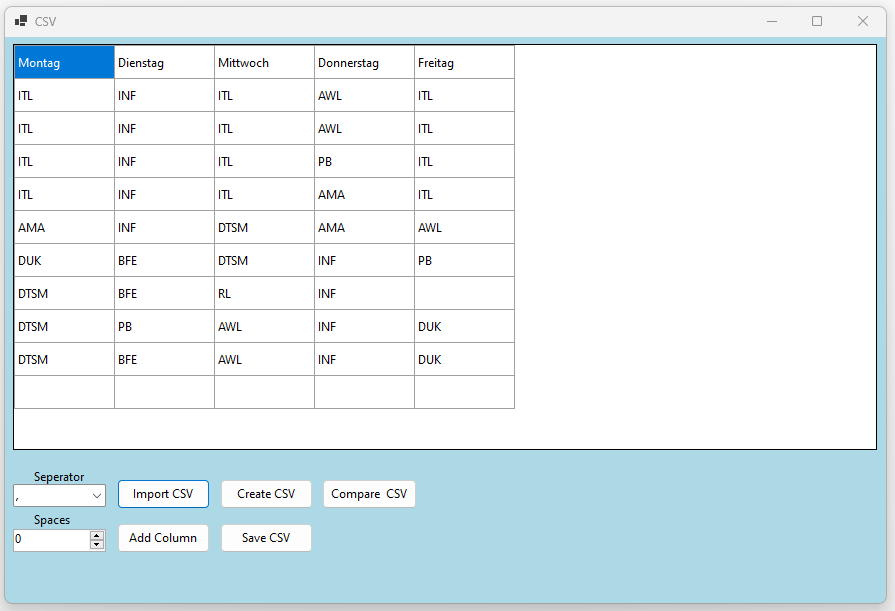 CSV
Montag Dienstag Mittwoch Donnerstag Freitag
ITL INF ITL AWL ITL
ITL INF ITL AWL ITL
ITL INF ITL PB ITL
ITL INF ITL AMA ITL
AMA INF DTSM AMA AWL
DUK BFE DTSM INF PB
DTSM BFE RL INF
DTSM PB AWL INF DUK
DTSM BFE AWL INF DUK
Seperator
, Import CSV Create CSV Compare CSV
Spaces
0 Add Column Save CSV